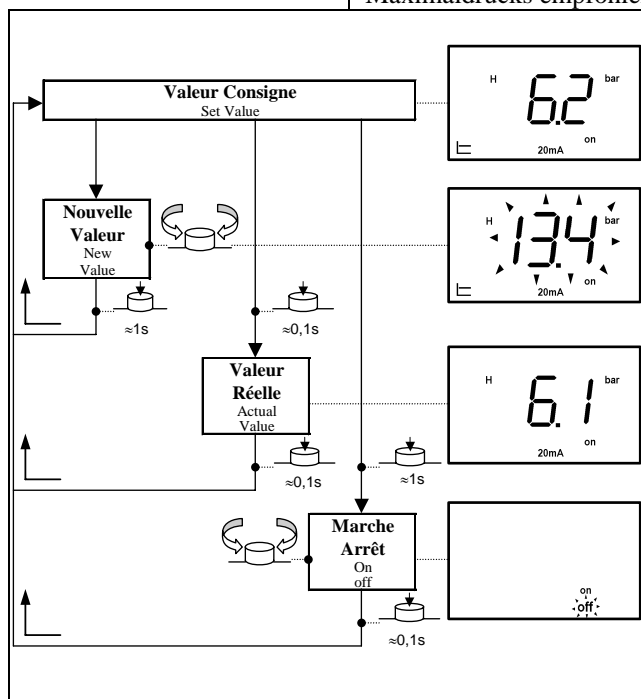 Valeur Consigne
Set Value
H 6.2 bar
on
20mA
Nouvelle
Valeur
New
Value
H 13.4 bar
on
20mA
≈1s
≈0,1s
Valeur
Réelle
Actual
Value
H 6.1 bar
on
20mA
≈0,1s
≈1s
Marche
Arrêt
On
off
on
off
≈0,1s